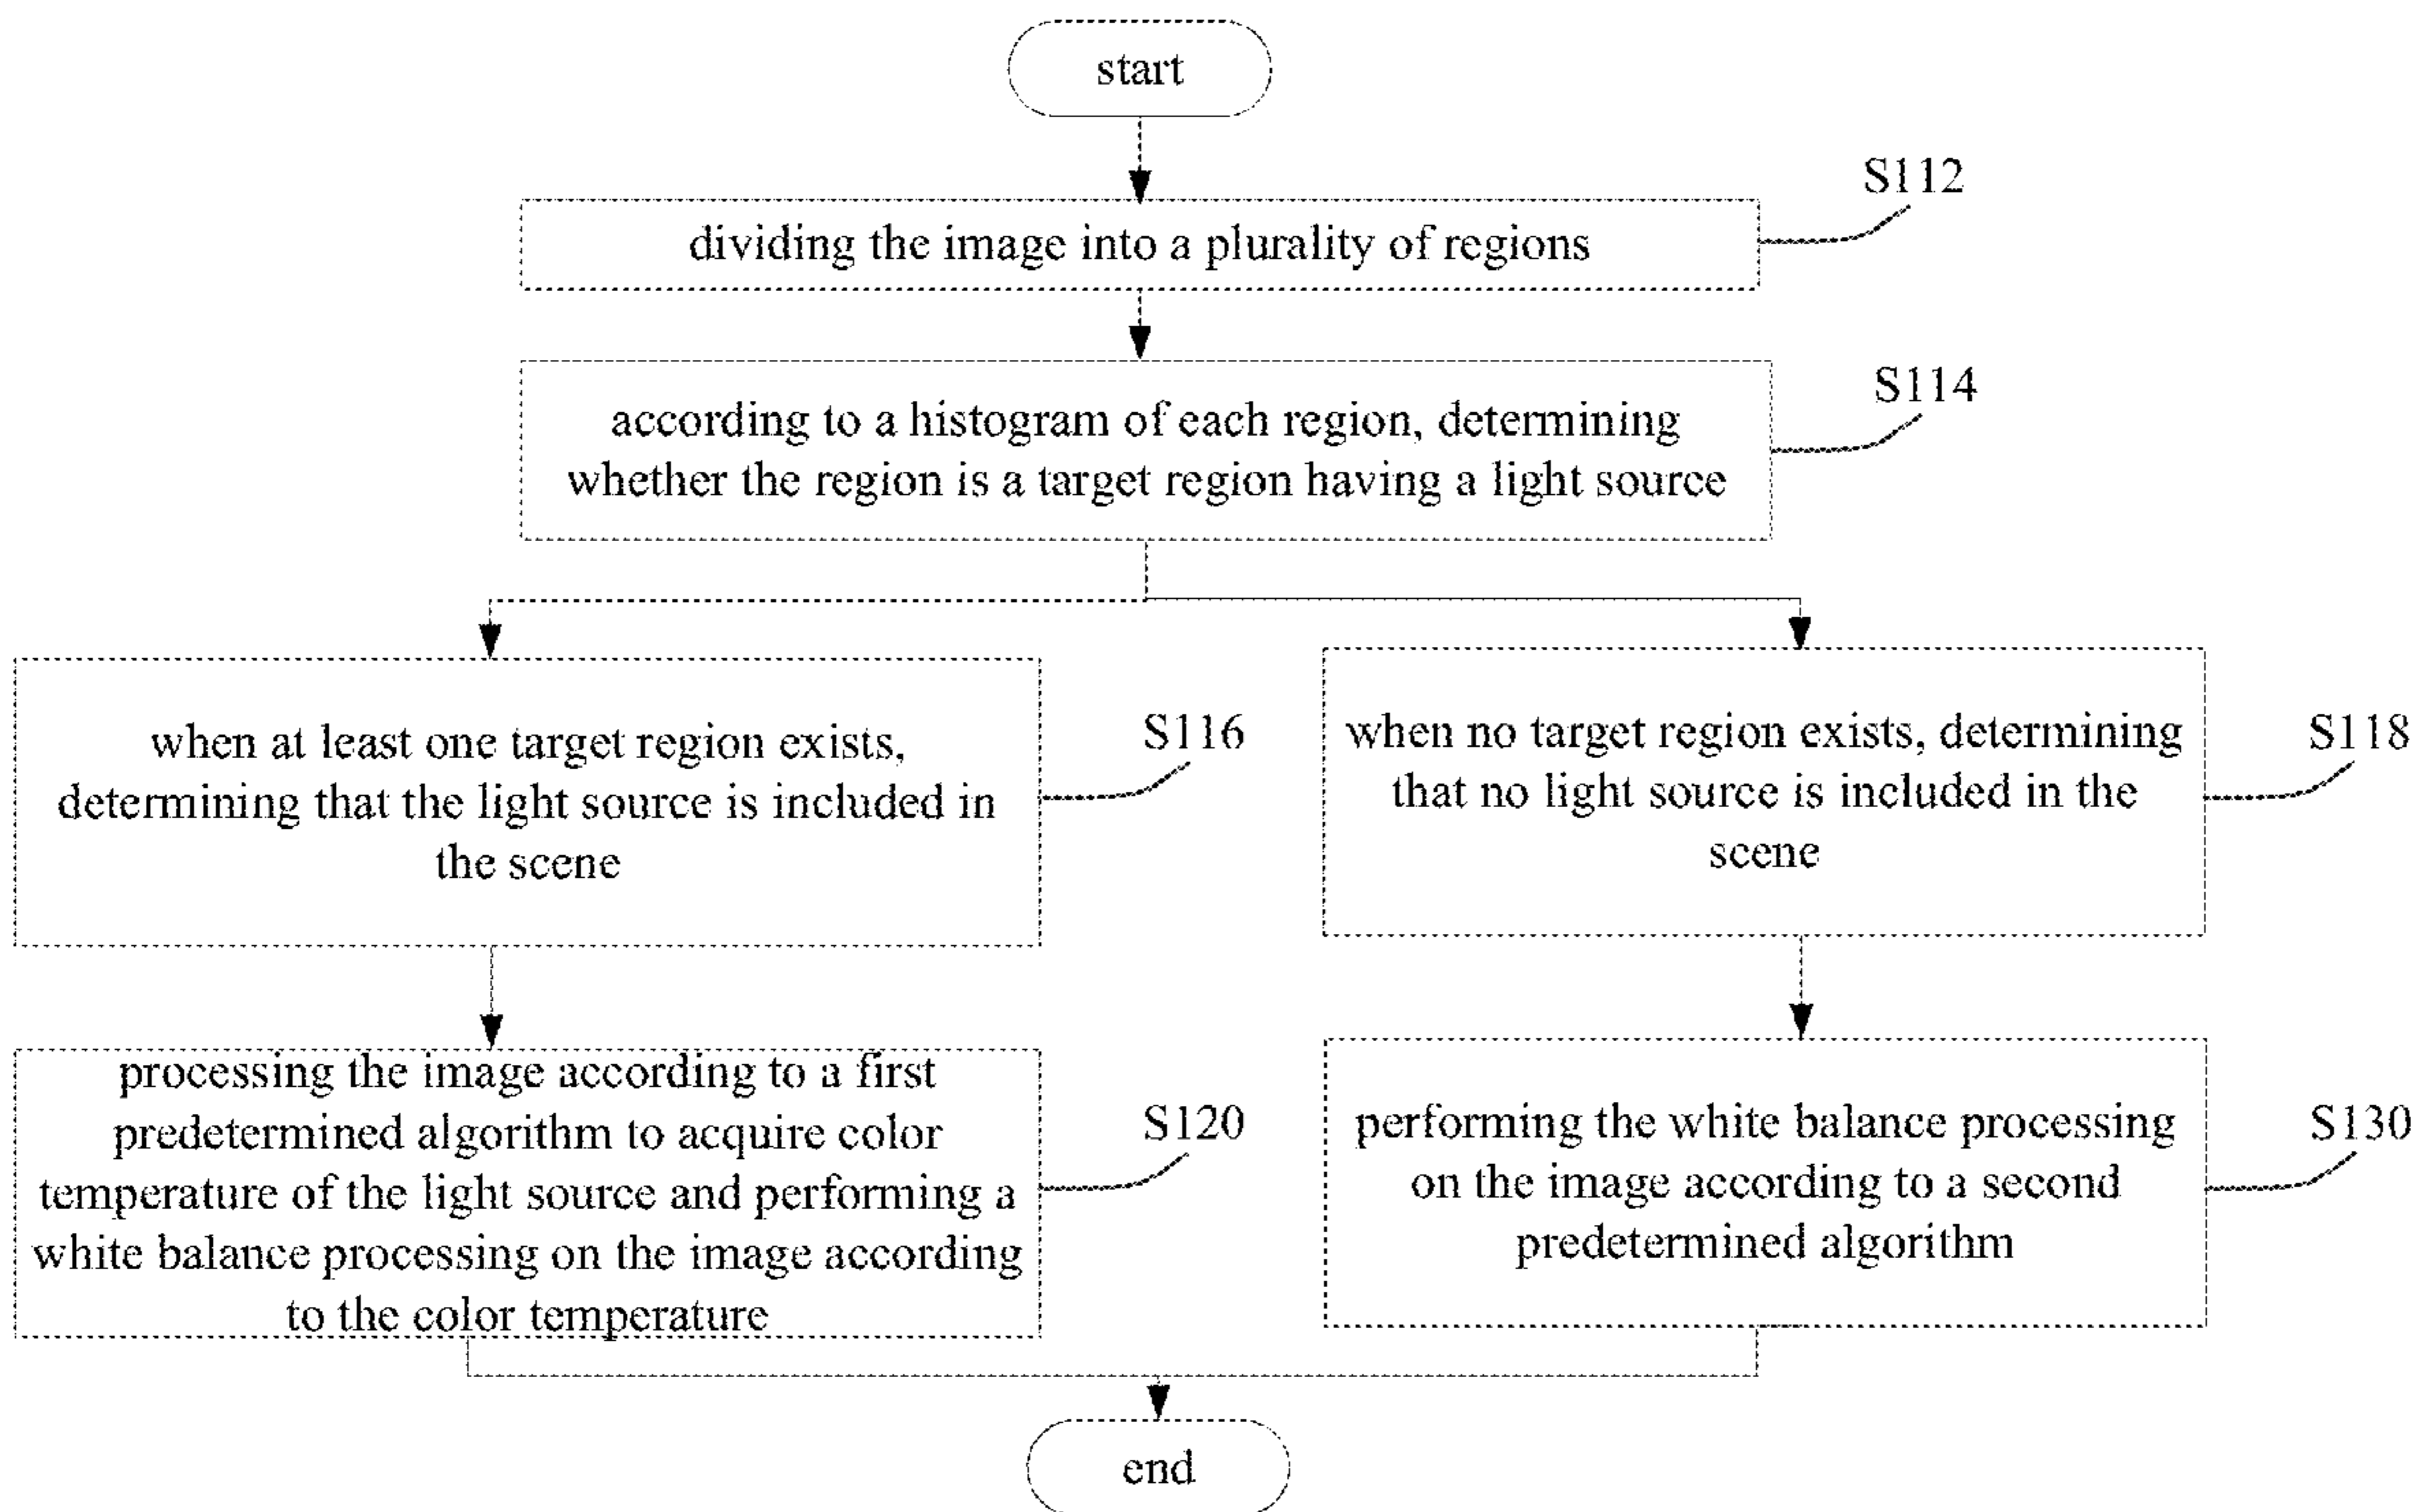 start
S112
dividing the image into a plurality of regions
S114
according to a histogram of each region, determining
whether the region is a target region having a light source
S116
when at least one target region exists,
determining that the light source is included in
the scene
S118
when no target region exists, determining
that no light source is included in the
scene
S120
processing the image according to a first
predetermined algorithm to acquire color
temperature of the light source and performing a
white balance processing on the image according
to the color temperature
S130
performing the white balance processing
on the image according to a second
predetermined algorithm
end